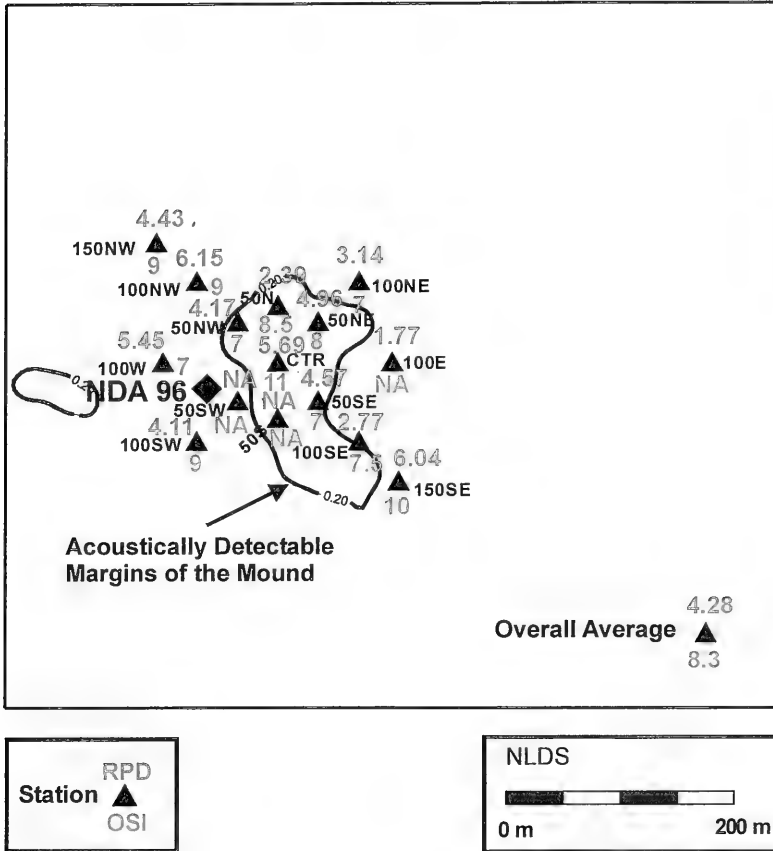 4.43
150NW
9
6.15
100NW
9
3.14
100NE
7
2.39
0.20
50N
8.5
4.17
50NW
7
4.96
50NE
8
5.45
100W
7
5.69
CTR
11
1.77
100E
NA
NDA 96
NA
50SW
NA
NA
NA
4.57
50SE
7
4.11
100SW
9
2.77
100SE
7.5
6.04
150SE
10
0.20
Acoustically Detectable
Margins of the Mound
4.28
Overall Average
8.3
RPD
Station
OSI
NLDS
0 m
200 m